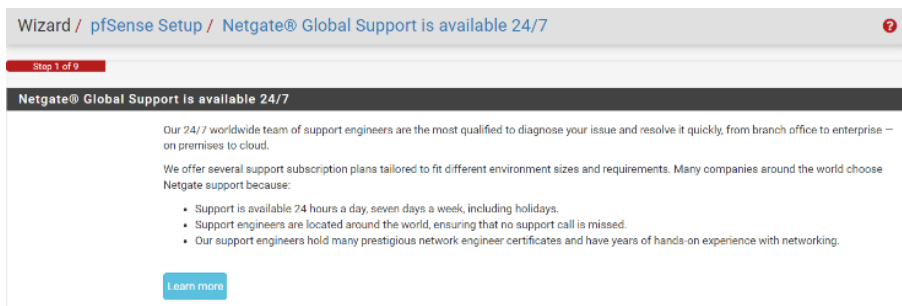 Wizard / pfSense Setup / Netgate® Global Support is available 24/7
Step 1 of 9
Netgate® Global Support is available 24/7
Our 24/7 worldwide team of support engineers are the most qualified to diagnose your issue and resolve it quickly, from branch office to enterprise —
on premises to cloud.
We offer several support subscription plans tailored to fit different environment sizes and requirements. Many companies around the world choose
Netgate support because:
• Support is available 24 hours a day, seven days a week, including holidays.
• Support engineers are located around the world, ensuring that no support call is missed.
• Our support engineers hold many prestigious network engineer certificates and have years of hands-on experience with networking.
Learn more